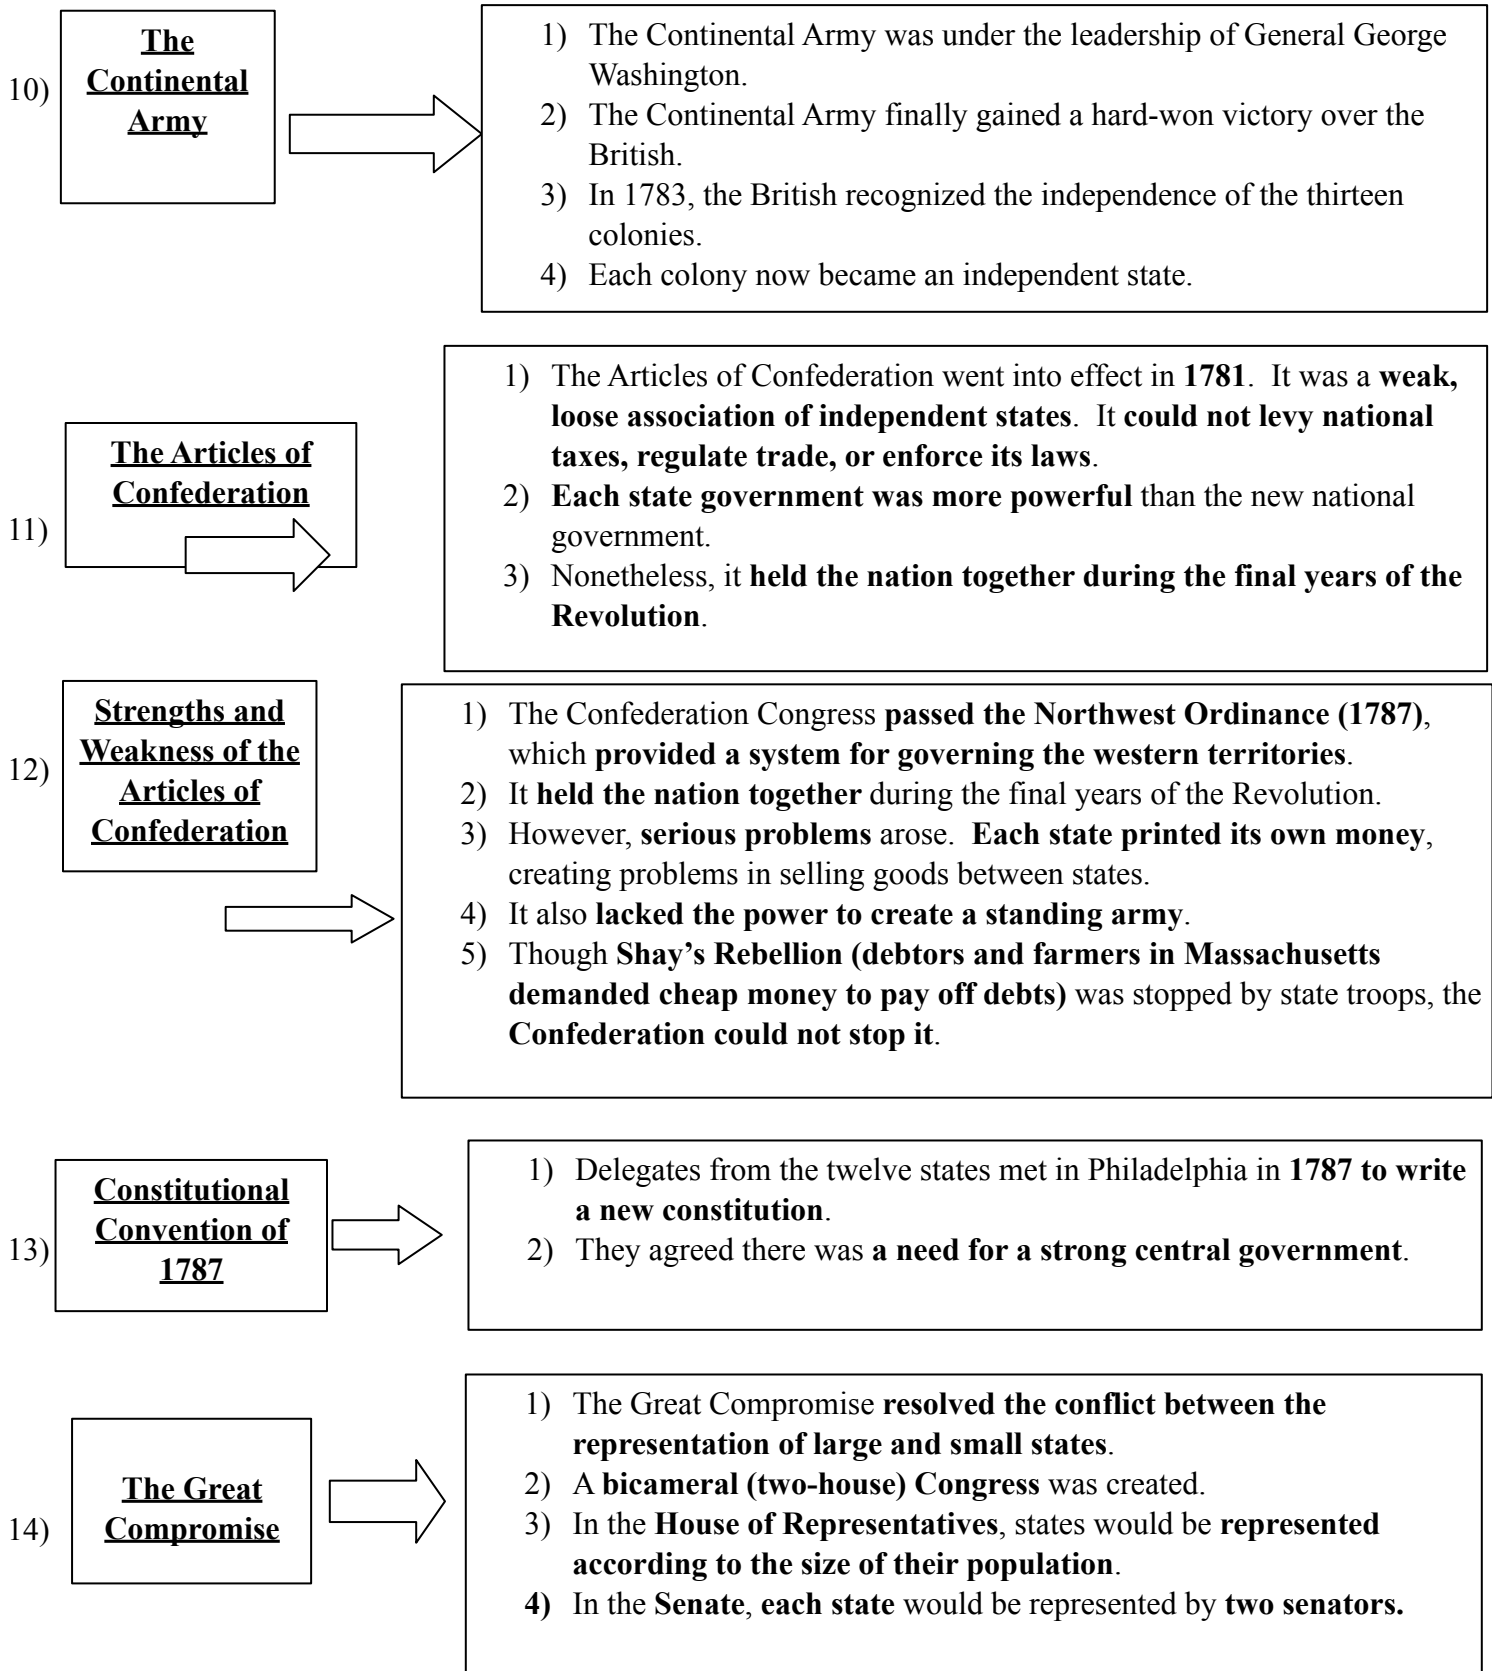 10)
The
Continental
Army
1) The Continental Army was under the leadership of General George
Washington.
2) The Continental Army finally gained a hard-won victory over the
British.
3) In 1783, the British recognized the independence of the thirteen
colonies.
4) Each colony now became an independent state.
11)
The Articles of
Confederation
1) The Articles of Confederation went into effect in 1781. It was a weak,
loose association of independent states. It could not levy national
taxes, regulate trade, or enforce its laws.
2) Each state government was more powerful than the new national
government.
3) Nonetheless, it held the nation together during the final years of the
Revolution.
12)
Strengths and
Weakness of the
Articles of
Confederation
1) The Confederation Congress passed the Northwest Ordinance (1787),
which provided a system for governing the western territories.
2) It held the nation together during the final years of the Revolution.
3) However, serious problems arose. Each state printed its own money,
creating problems in selling goods between states.
4) It also lacked the power to create a standing army.
5) Though Shay’s Rebellion (debtors and farmers in Massachusetts
demanded cheap money to pay off debts) was stopped by state troops, the
Confederation could not stop it.
13)
Constitutional
Convention of
1787
1) Delegates from the twelve states met in Philadelphia in 1787 to write
a new constitution.
2) They agreed there was a need for a strong central government.
14)
The Great
Compromise
1) The Great Compromise resolved the conflict between the
representation of large and small states.
2) A bicameral (two-house) Congress was created.
3) In the House of Representatives, states would be represented
according to the size of their population.
4) In the Senate, each state would be represented by two senators.